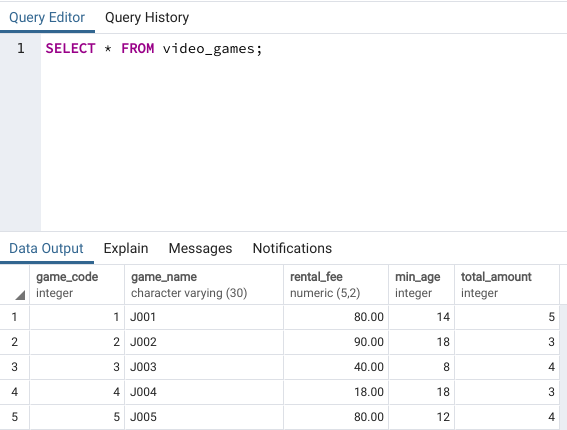 Query Editor Query History
1 SELECT * FROM video_games;
Data Output Explain Messages Notifications
game_code game_name rental_fee min_age total_amount
integer character varying (30) numeric (5,2) integer integer
1 1 J001 80.00 14 5
2 2 J002 90.00 18 3
3 3 J003 40.00 8 4
4 4 J004 18.00 18 3
5 5 J005 80.00 12 4